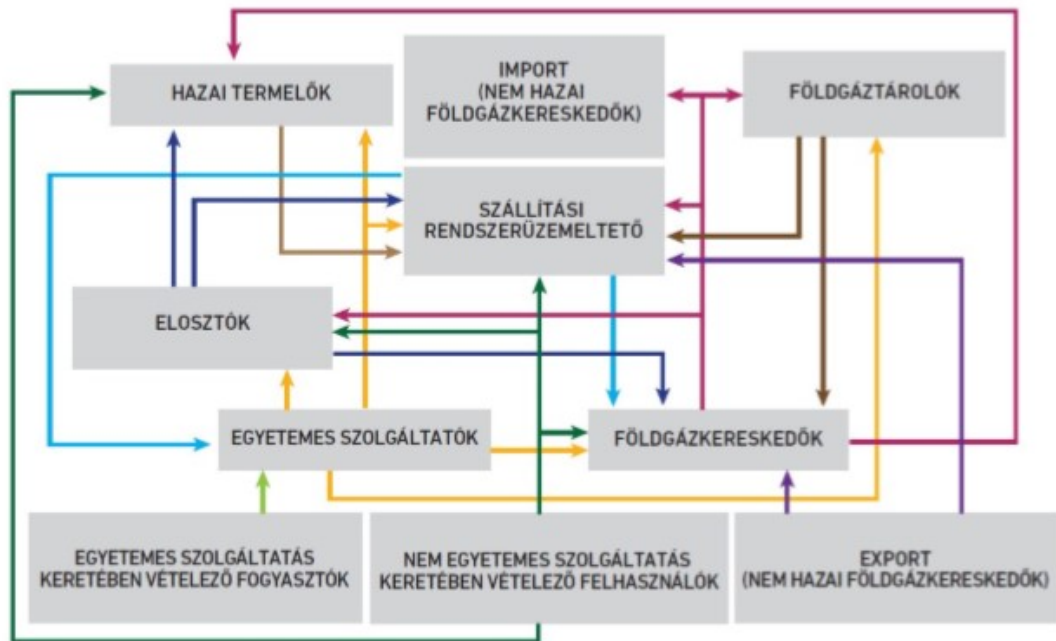 HAZAI TERMELŐK
IMPORT
(NEM HAZAI
FÖLDGÁZKERESKEDŐK)
FÖLDGÁZTÁROLÓK
SZÁLLÍTÁSI
RENDSZERÜZEMELTETŐ
ELOSZTÓK
EGYETEMES SZOLGÁLTATÓK
FÖLDGÁZKERESKEDŐK
EGYETEMES SZOLGÁLTATÁS
KERETÉBEN VÉTELEZŐ FOGYASZTÓK
NEM EGYETEMES SZOLGÁLTATÁS
KERETÉBEN VÉTELEZŐ FELHASZNÁLÓK
EXPORT
(NEM HAZAI FÖLDGÁZKERESKEDŐK)